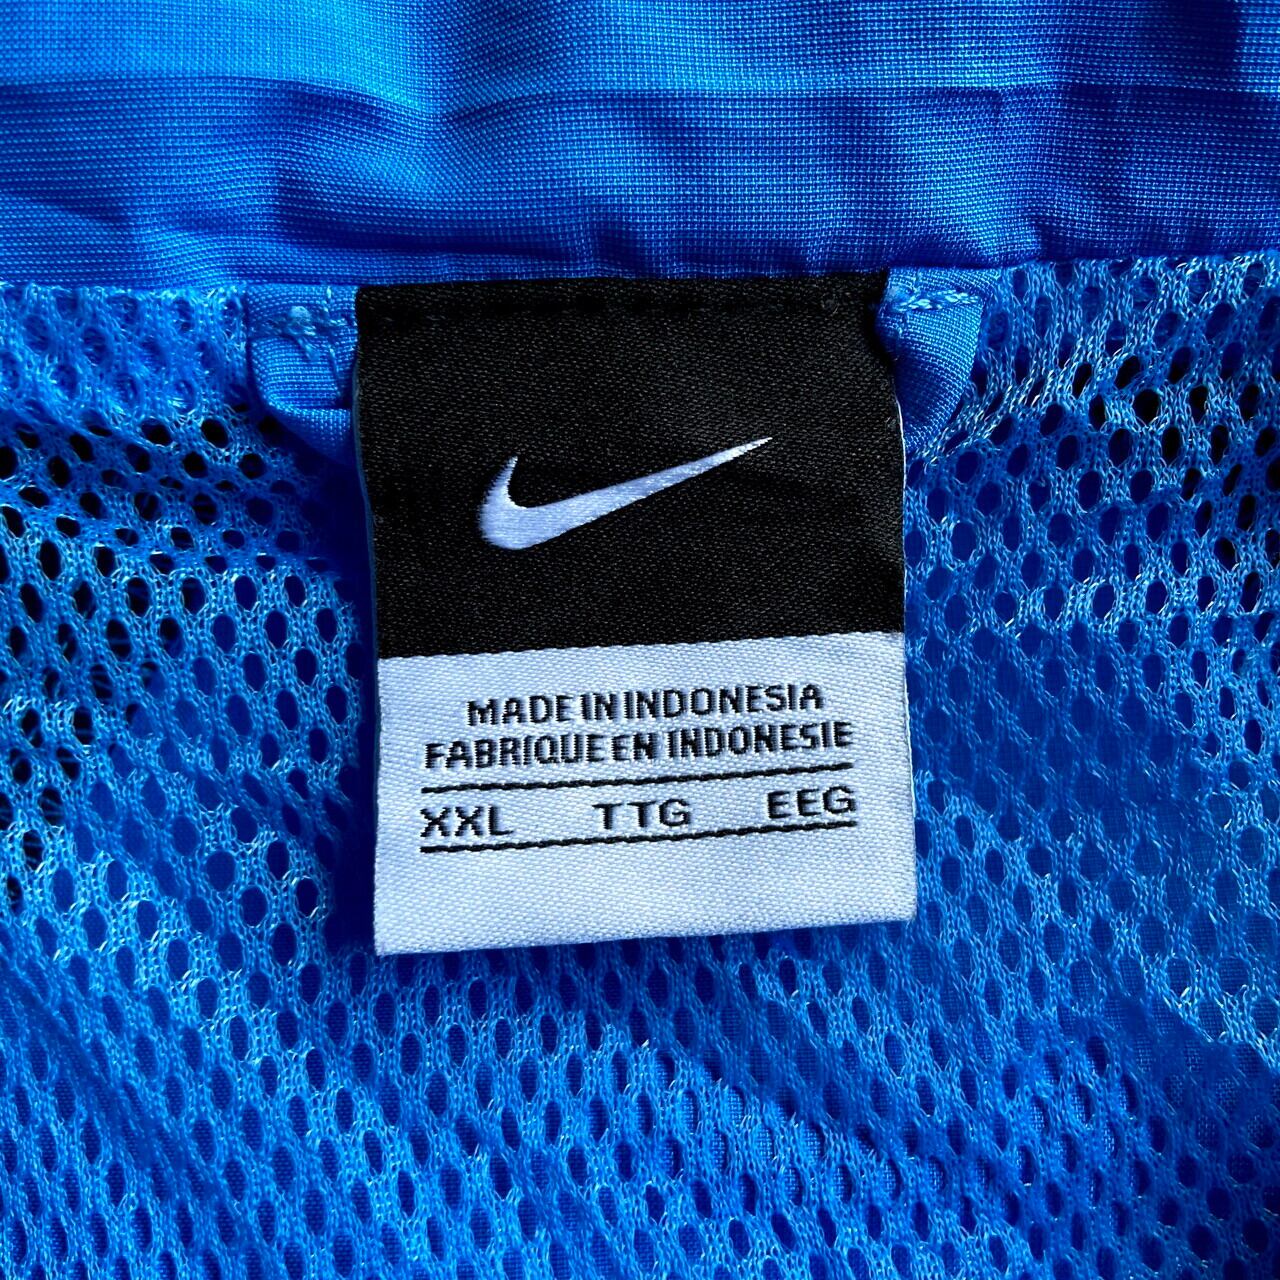 MADE IN INDONESIA
FABRIQUE EN INDONESIE
XXL TTG EEG